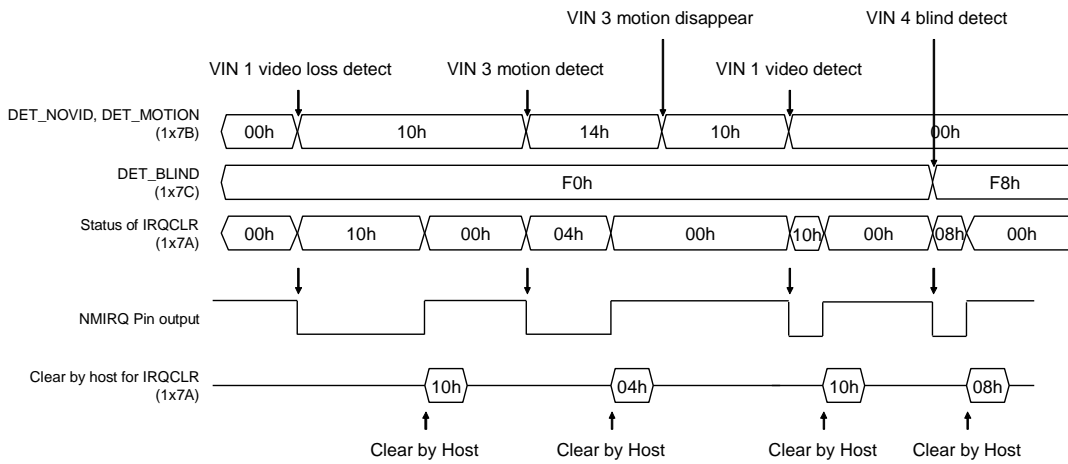 VIN 3 motion disappear
VIN 4 blind detect
VIN 1 video loss detect
VIN 3 motion detect
VIN 1 video detect
DET_NOVID, DET_MOTION
(1x7B)
00h
10h
14h
10h
00h
DET_BLIND
(1x7C)
F0h
F8h
Status of IRQCLR
(1x7A)
00h
10h
00h
04h
00h
10h
00h
08h
00h
NMIRQ Pin output
Clear by host for IRQCLR
(1x7A)
10h
04h
10h
08h
Clear by Host
Clear by Host
Clear by Host
Clear by Host